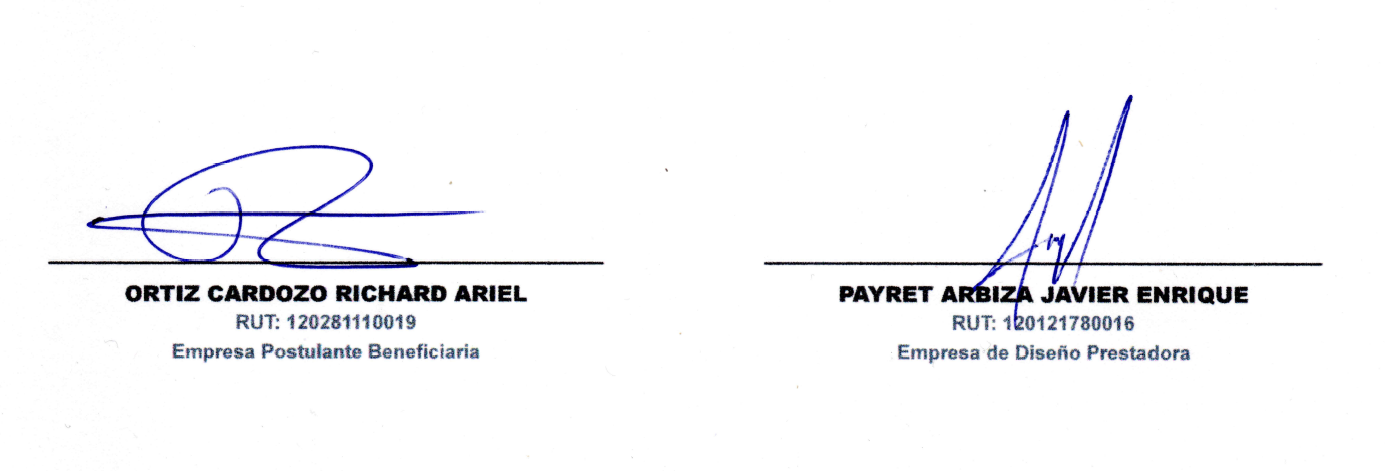 ORTIZ CARDOZO RICHARD ARIEL
RUT: 120281110019
Empresa Postulante Beneficiaria
PAYRET ARBIZA JAVIER ENRIQUE
RUT: 120121780016
Empresa de Diseño Prestadora